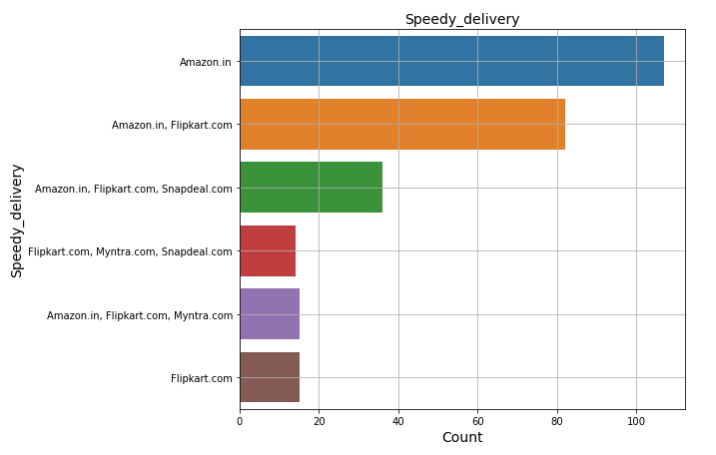 Speedy_delivery
Speedy_delivery
Amazon.in
Amazon.in, Flipkart.com
Amazon.in, Flipkart.com, Snapdeal.com
Flipkart.com, Myntra.com, Snapdeal.com
Amazon.in, Flipkart.com, Myntra.com
Flipkart.com
0 20 40 60 80 100
Count